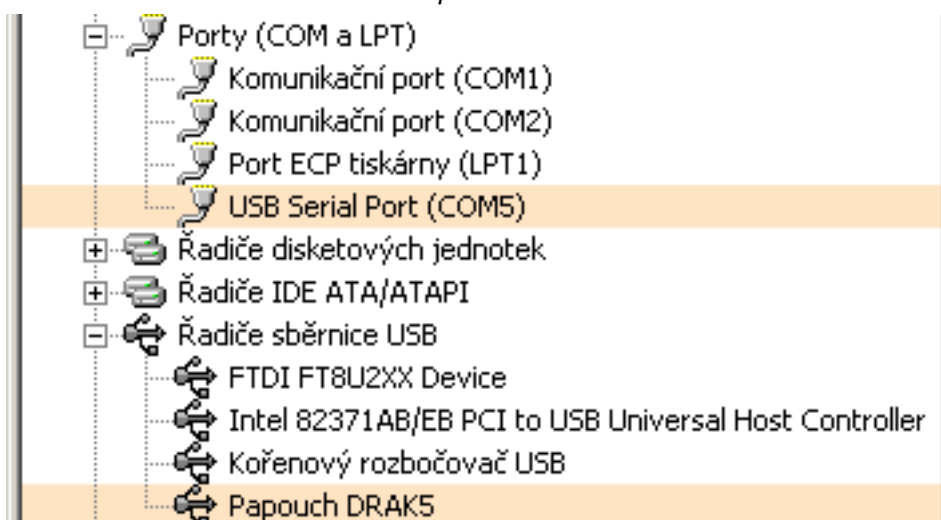 Porty (COM a LPT)
Komunikační port (COM1)
Komunikační port (COM2)
Port ECP tiskárny (LPT1)
USB Serial Port (COM5)
Řadiče disketových jednotek
Řadiče IDE ATA/ATAPI
Řadiče sběrnice USB
FTDI FT8U2XX Device
Intel 82371AB/EB PCI to USB Universal Host Controller
Kořenový rozbočovač USB
Papouch DRAK5